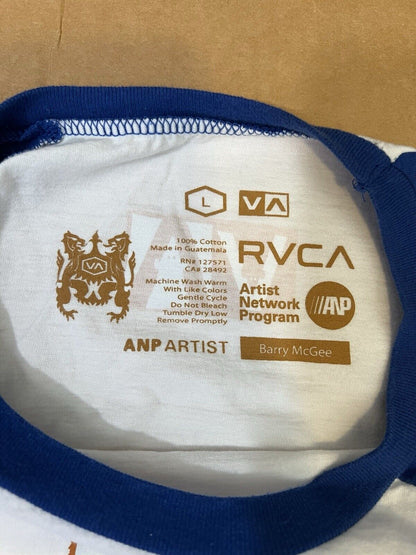 L
VA
100% Cotton
Made in Guatemala
RN# 127571
CA# 28492
Machine Wash Warm
With Like Colors
Gentle Cycle
Do Not Bleach
Tumble Dry Low
Remove Promptly
RVCA
Artist
Network
Program
ANP
VA
ANP ARTIST
Barry McGee